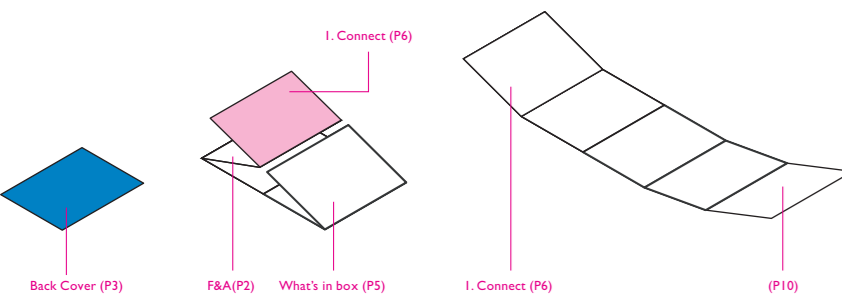 1. Connect (P6)
Back Cover (P3)
F&A(P2)
What's in box (P5)
1. Connect (P6)
(P10)